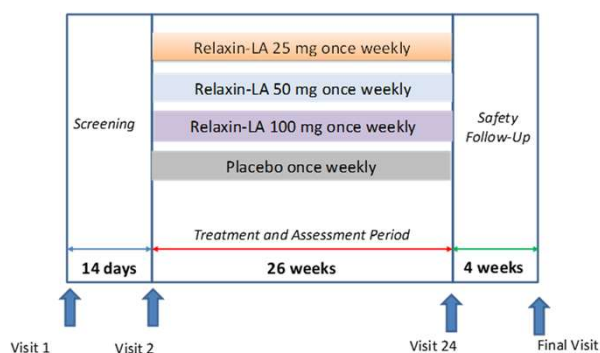 Relaxin-LA 25 mg once weekly
Relaxin-LA 50 mg once weekly
Relaxin-LA 100 mg once weekly
Placebo once weekly
Screening
Safety
Follow-Up
Treatment and Assessment Period
14 days
26 weeks
4 weeks
Visit 1
Visit 2
Visit 24
Final Visit